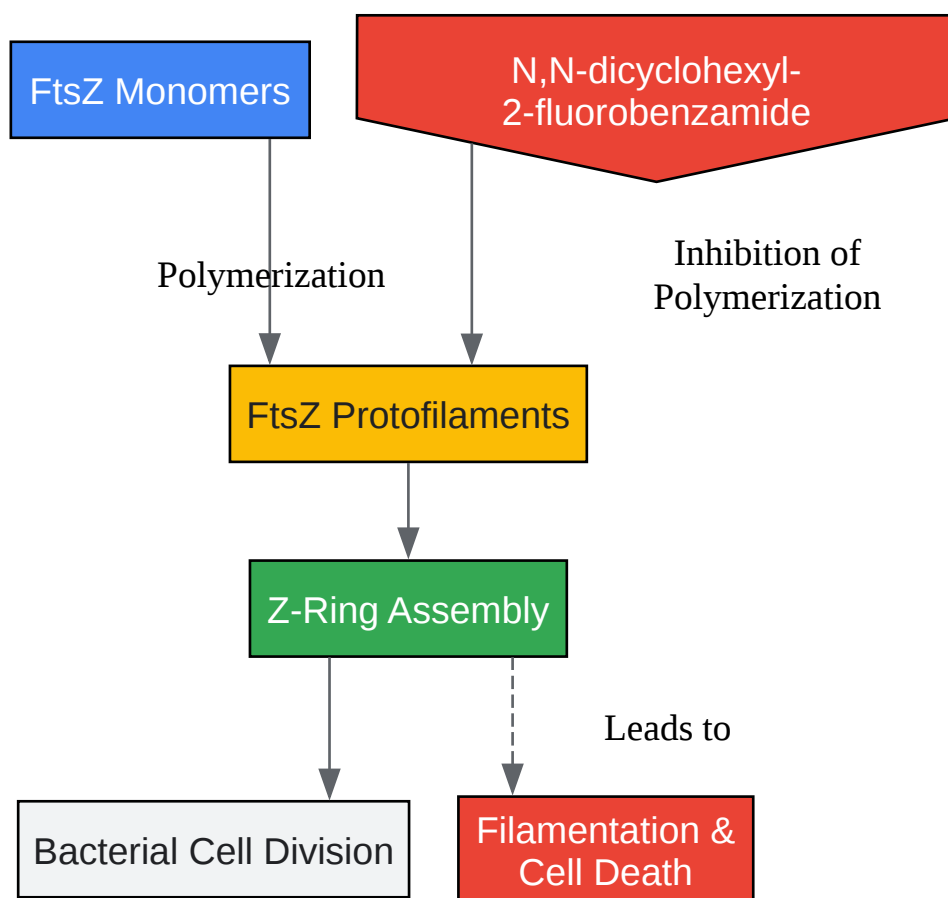 FtsZ Monomers
N,N-dicyclohexyl-
2-fluorobenzamide
Polymerization
Inhibition of
Polymerization
FtsZ Protofilaments
Z-Ring Assembly
Leads to
Bacterial Cell Division
Filamentation &
Cell Death